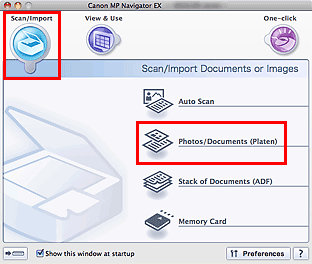 Canon MP Navigator EX
Scan/Import
View & Use
One-click
Scan/Import Documents or Images
Auto Scan
Photos/Documents (Platen)
Stack of Documents (ADF)
Memory Card
Show this window at startup
Preferences
?